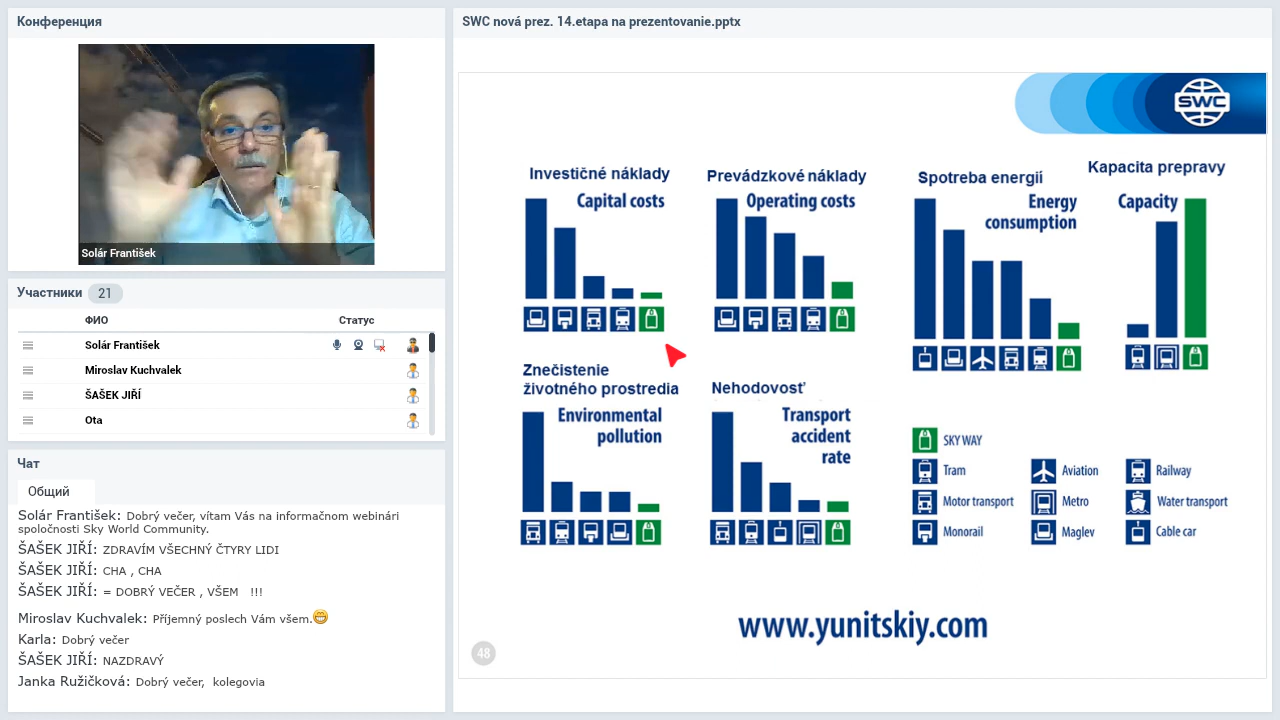 Конференция
Solár František
Участники 21
ФИО Статус
Solár František
Miroslav Kuchvalek
ŠAŠEK JIŘÍ
Ota
Чат
Общий
Solár František: Dobrý večer, vítam Vás na informačnom webinári
spoločnosti Sky World Community.
ŠAŠEK JIŘÍ: ZDRAVÍM VŠECHNÝ ČTYRY LIDI
ŠAŠEK JIŘÍ: CHA , CHA
ŠAŠEK JIŘÍ: = DOBRÝ VEČER , VŠEM !!!
Miroslav Kuchvalek: Příjemný poslech Vám všem.
Karla: Dobrý večer
ŠAŠEK JIŘÍ: NAZDRAVÝ
Janka Ružičková: Dobrý večer, kolegovia
SWC nová prez. 14.etapa na prezentovanie.pptx
SWC
Investičné náklady
Capital costs
Prevádzkové náklady
Operating costs
Spotreba energií
Energy
consumption
Kapacita prepravy
Capacity
Znečistenie
životného prostredia
Environmental
pollution
Nehodovosť
Transport
accident
rate
SKY WAY
Tram
Aviation
Railway
Motor transport
Metro
Water transport
Monorail
Maglev
Cable car
www.yunitskiy.com
48